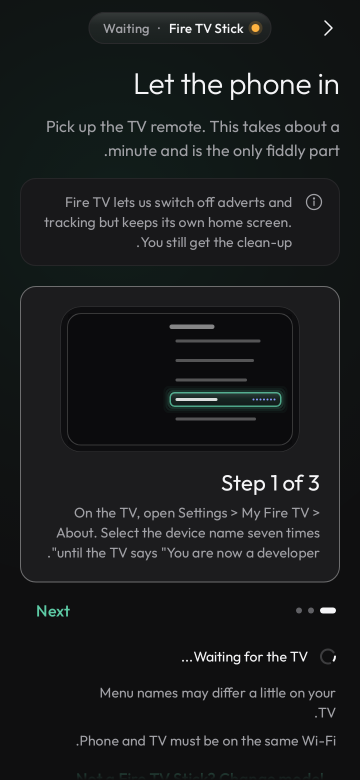 Waiting · Fire TV Stick
Let the phone in
Pick up the TV remote. This takes about a
.minute and is the only fiddly part
Fire TV lets us switch off adverts and
tracking but keeps its own home screen.
.You still get the clean-up
Step 1 of 3
On the TV, open Settings > My Fire TV >
About. Select the device name seven times
."until the TV says "You are now a developer
Next
...Waiting for the TV
Menu names may differ a little on your
.TV
.Phone and TV must be on the same Wi-Fi